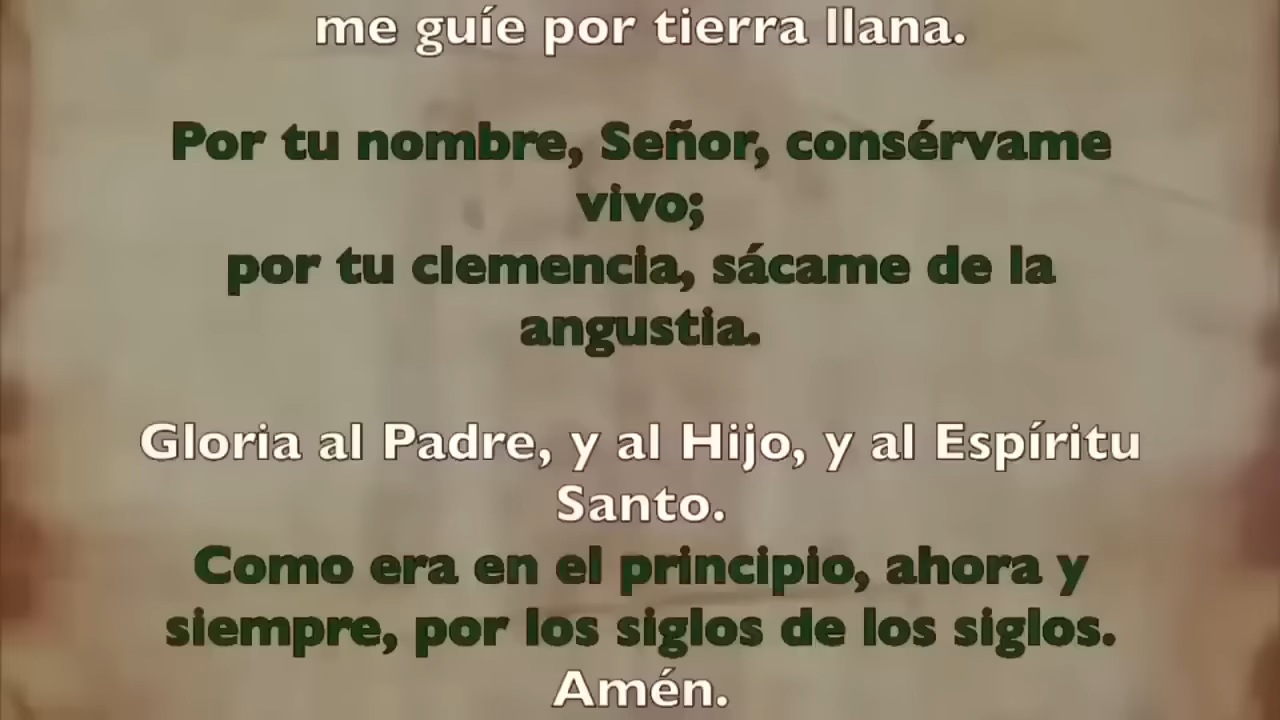 me guíe por tierra llana.
Por tu nombre, Señor, consérvame
vivo;
por tu clemencia, sácame de la
angustia.
Gloria al Padre, y al Hijo, y al Espíritu
Santo.
Como era en el principio, ahora y
siempre, por los siglos de los siglos.
Amén.